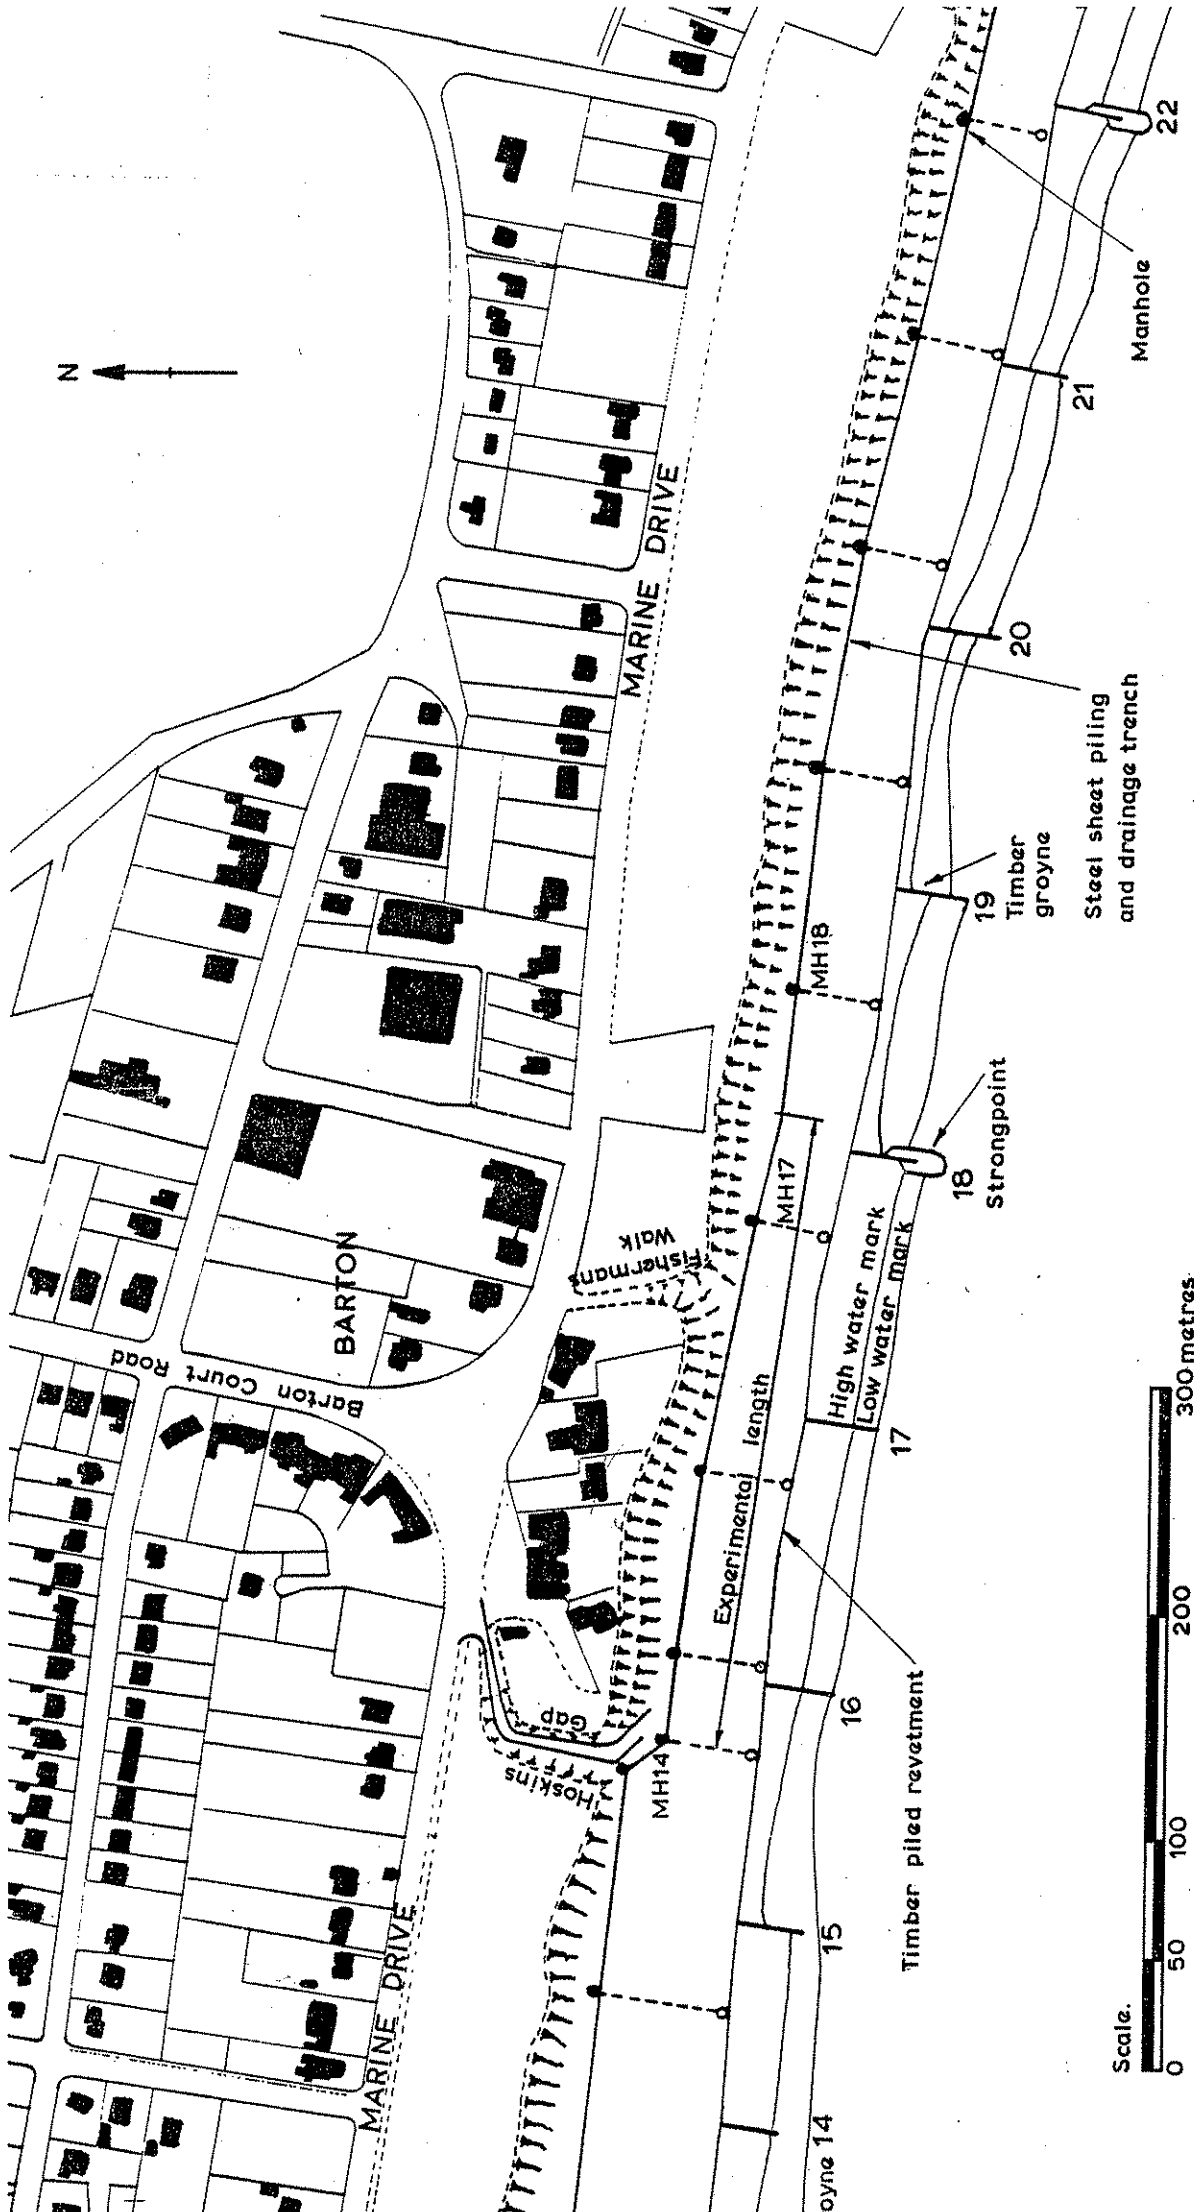 N
MARINE DRIVE
MARINE DRIVE
BARTON
Barton Court Road
Fishermans
Walk
Hoskins
Gap
MH14
MH17
MH18
Experimental length
High water mark
Low water mark
oyne 14
15
16
17
18
Strongpoint
19
Timber
groyne
20
21
22
Manhole
Steel sheet piling
and drainage trench
Timber piled revetment
Scale.
0 50 100 200 300 metres